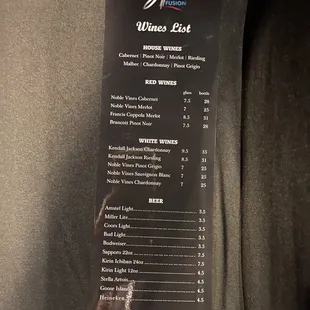 FUSION
Wines List
HOUSE WINES
Cabernet | Pinot Noir | Merlot | Riesling
Malbec | Chardonnay | Pinot Grigio
RED WINES
glass bottle
Noble Vines Cabernet 7.5 28
Noble Vines Merlot 7 25
Francis Coppola Merlot 8.5 31
Brancott Pinot Noir 7.5 28
WHITE WINES
Kendall Jackson Chardonnay 9.5 35
Kendall Jackson Riesling 8.5 31
Noble Vines Pinot Grigio 7 25
Noble Vines Sauvignon Blanc 7 25
Noble Vines Chardonnay 7 25
BEER
Amstel Light 3.5
Miller Lite 3.5
Coors Light 3.5
Bud Light 3.5
Budweiser 3.5
Sapporo 22oz 7.5
Kirin Ichiban 24oz 7.5
Kirin Light 12oz 4.5
Stella Artois 4.5
Goose Island 4.5
Heineken 4.5